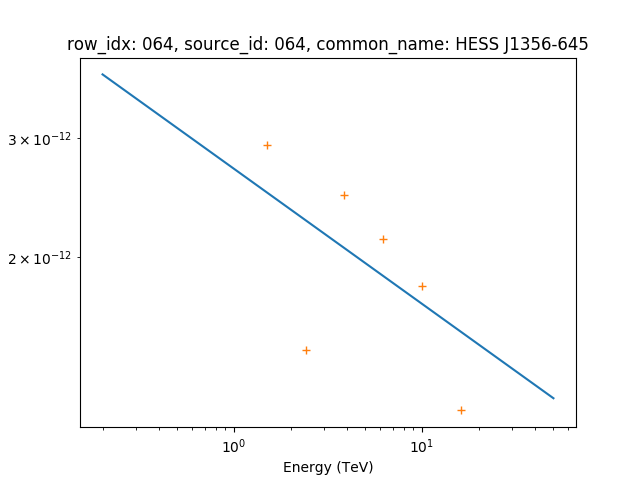 row_idx: 064, source_id: 064, common_name: HESS J1356-645
3 × 10⁻¹²
2 × 10⁻¹²
10⁰ 10¹
Energy (TeV)